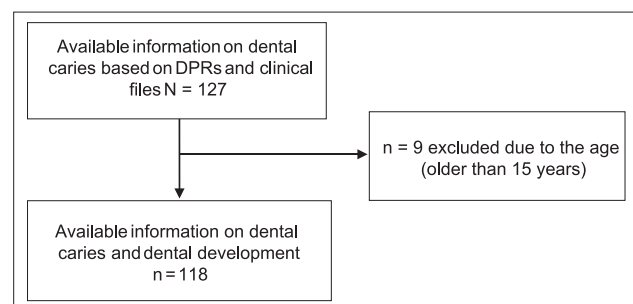 Available information on dental
caries based on DPRs and clinical
files N = 127
n = 9 excluded due to the age
(older than 15 years)
Available information on dental
caries and dental development
n = 118